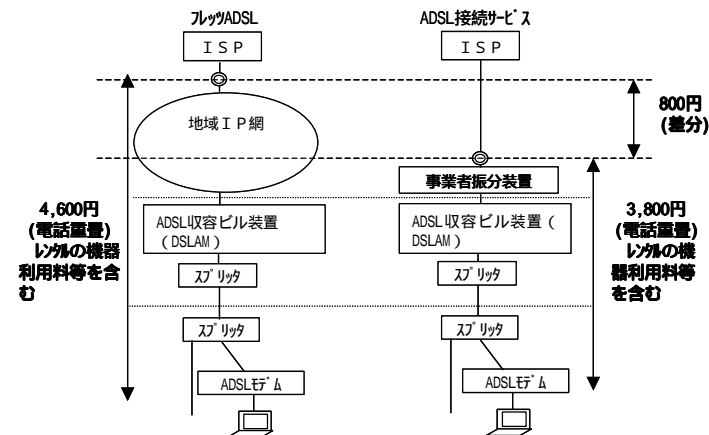 フレッツADSL
ADSL接続サービス
ＩＳＰ
ＩＳＰ
800円
(差分)
地域ＩＰ網
事業者振分装置
4,600円
(電話重畳)
レンタルの機器
利用料等を含
む
ADSL収容ビル装置
（DSLAM）
ADSL収容ビル装置（
DSLAM）
3,800円
(電話重畳)
レンタルの機
器利用料等
を含む
スプリッタ
スプリッタ
スプリッタ
スプリッタ
ADSLモデム
ADSLモデム